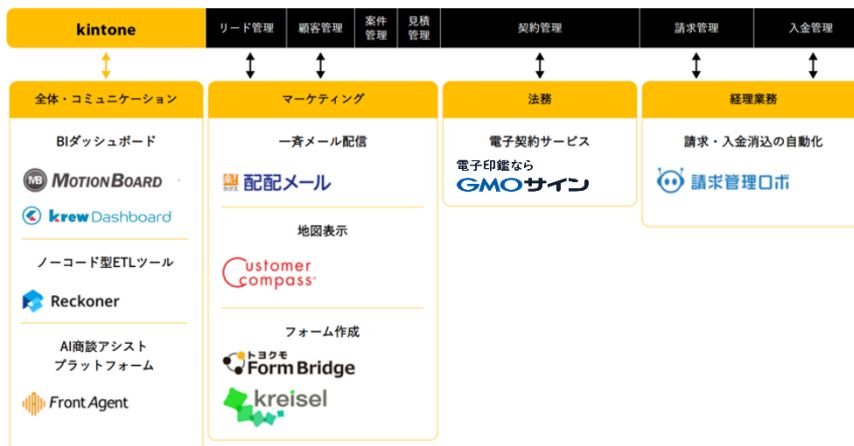 kintone
リード管理
顧客管理
案件
管理
見積
管理
契約管理
請求管理
入金管理
全体・コミュニケーション
BIダッシュボード
MB MOTIONBOARD
krewDashboard
ノーコード型ETLツール
Reckoner
AI商談アシスト
プラットフォーム
FrontAgent
マーケティング
一斉メール配信
楽! ラクス 配配メール
地図表示
Customer
compass
フォーム作成
トヨクモ
FormBridge
kreisel
法務
電子契約サービス
電子印鑑なら
GMOサイン
経理業務
請求・入金消込の自動化
請求管理ロボ